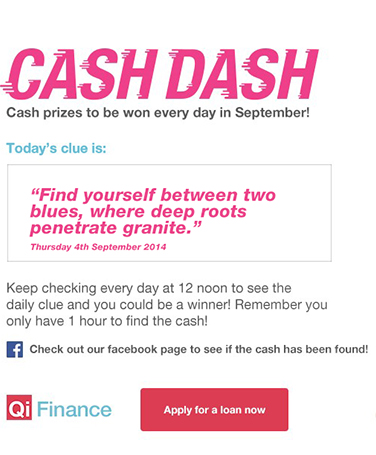 CASH DASH
Cash prizes to be won every day in September!
Today's clue is:
“Find yourself between two
blues, where deep roots
penetrate granite.”
Thursday 4th September 2014
Keep checking every day at 12 noon to see the
daily clue and you could be a winner! Remember you
only have 1 hour to find the cash!
f Check out our facebook page to see if the cash has been found!
Qi Finance
Apply for a loan now